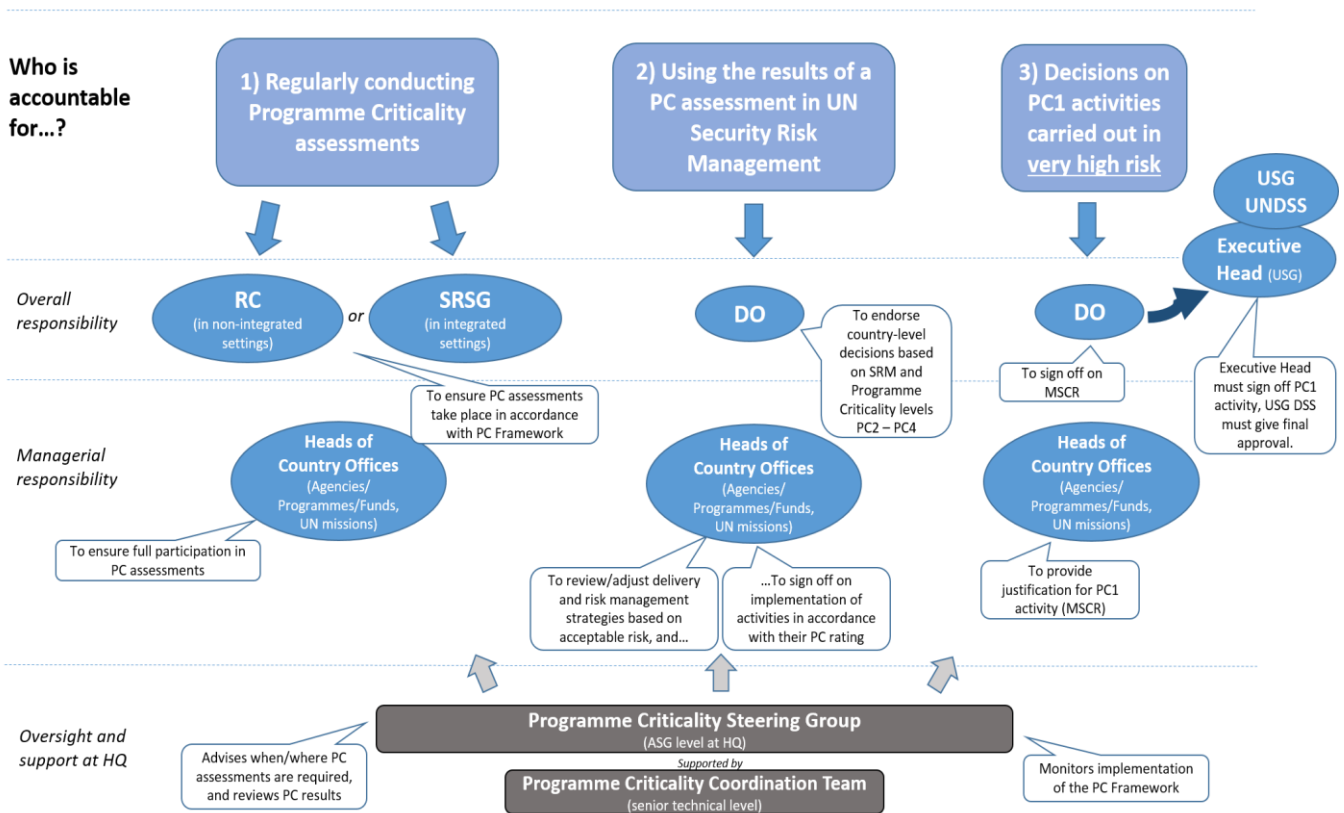 Who is
accountable
for...?
1) Regularly conducting
Programme Criticality
assessments
2) Using the results of a
PC assessment in UN
Security Risk
Management
3) Decisions on
PC1 activities
carried out in
very high risk
USG
UNDSS
Executive
Head (USG)
Overall
responsibility
RC
(in non-integrated
settings)
or
SRSG
(in integrated
settings)
DO
DO
To endorse
country-level
decisions based
on SRM and
Programme
Criticality levels
PC2 – PC4
To sign off on
MSCR
Executive Head
must sign off PC1
activity, USG DSS
must give final
approval.
To ensure PC assessments
take place in accordance
with PC Framework
Managerial
responsibility
Heads of
Country Offices
(Agencies/
Programmes/Funds,
UN missions)
Heads of
Country Offices
(Agencies/
Programmes/Funds,
UN missions)
Heads of
Country Offices
(Agencies/
Programmes/Funds,
UN missions)
To ensure full participation in
PC assessments
To review/adjust delivery
and risk management
strategies based on
acceptable risk, and...
...To sign off on
implementation of
activities in accordance
with their PC rating
To provide
justification for PC1
activity (MSCR)
Oversight and
support at HQ
Programme Criticality Steering Group
(ASG level at HQ)
Supported by
Programme Criticality Coordination Team
(senior technical level)
Advises when/where PC
assessments are required,
and reviews PC results
Monitors implementation
of the PC Framework